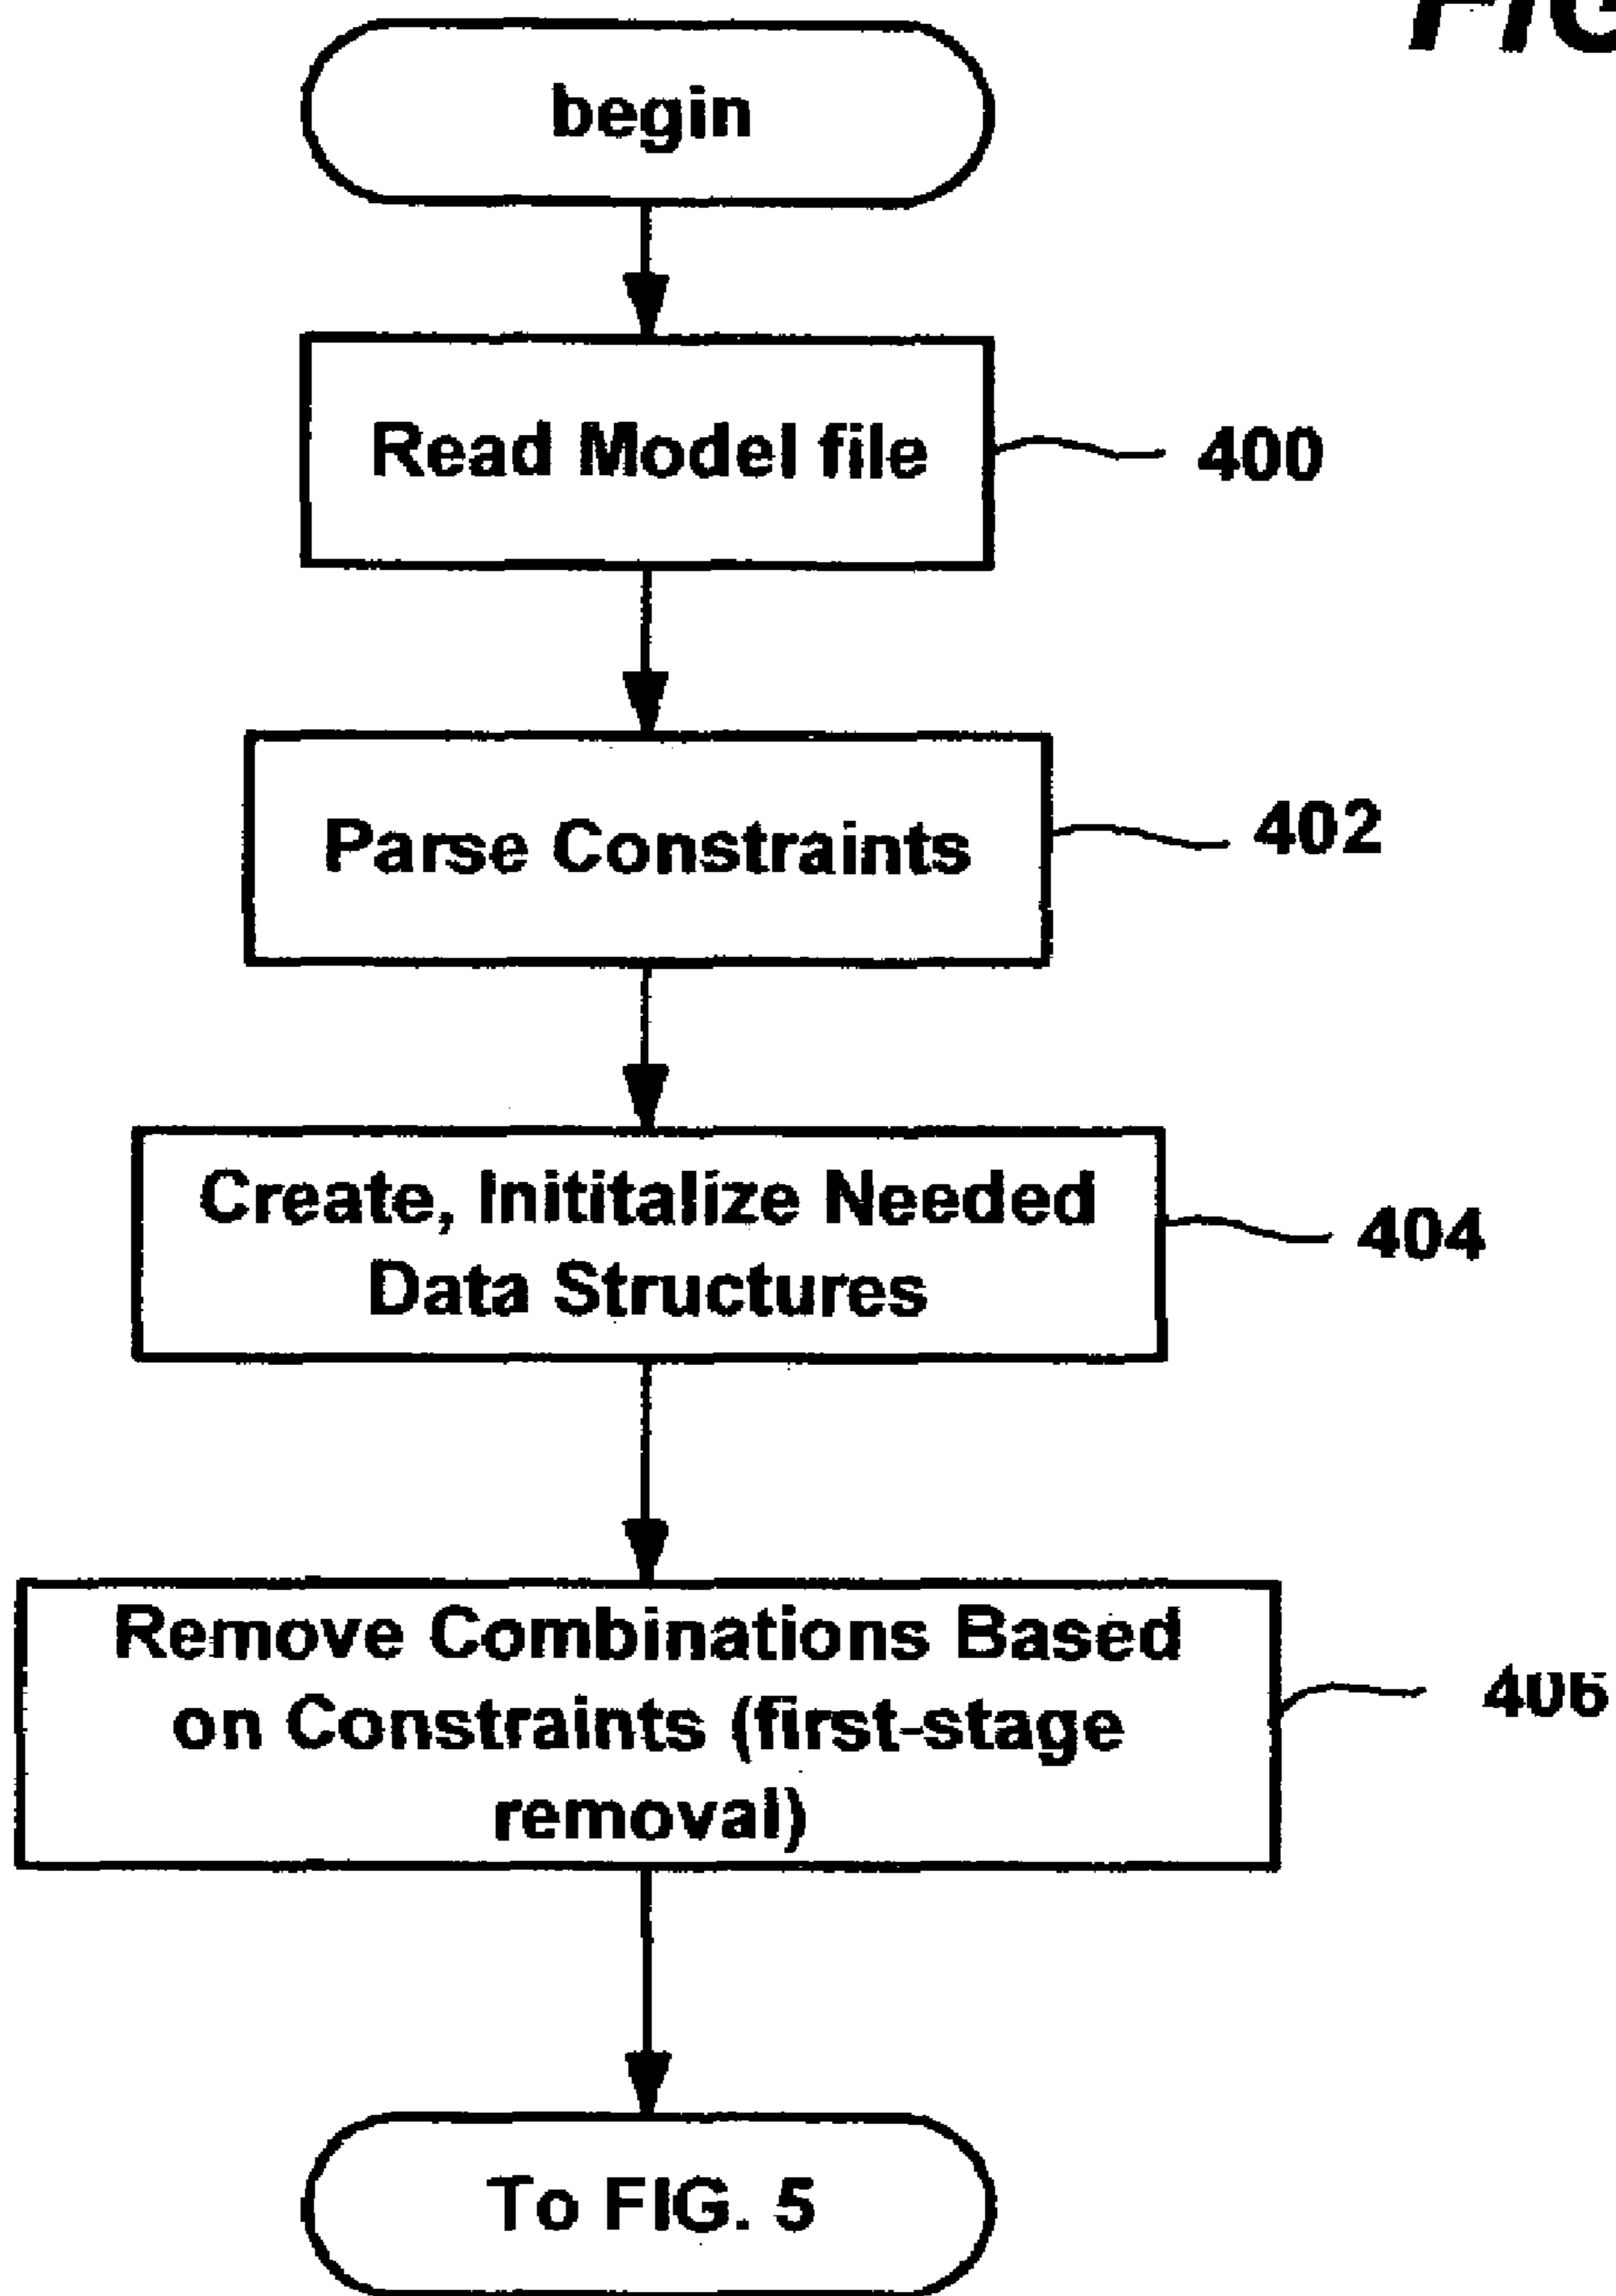 FIG
begin
Read Model file
400
Parse Constraints
402
Create, Inititalize Needed
Data Structures
404
Remove Combinations Based
on Constraints (first-stage
removal)
406
To FIG. 5